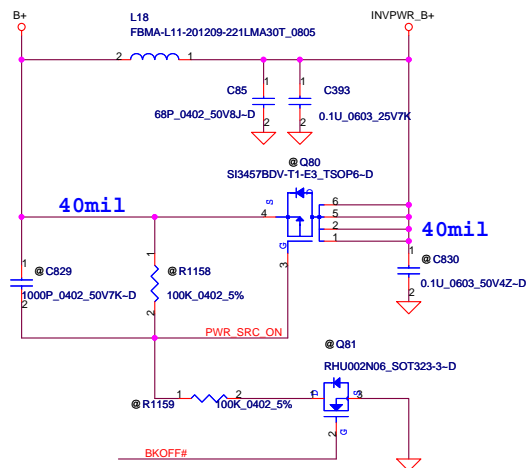 B+
L18
FBMA-L11-201209-221LMA30T_0805
INVPWR_B+
2
1
C85
1
2
68P_0402_50V8J~D
1
C393
2
0.1U_0603_25V7K
@Q80
SI3457BDV-T1-E3_TSOP6~D
40mil
4
S
G
3
6
5
2
1
40mil
@C829
1
2
1000P_0402_50V7K~D
1
@R1158
2
100K_0402_5%
1
@C830
2
0.1U_0603_50V4Z~D
PWR_SRC_ON
@Q81
RHU002N06_SOT323-3~D
@R1159
1
2
100K_0402_5%
1
D
S
3
2
G
BKOFF#